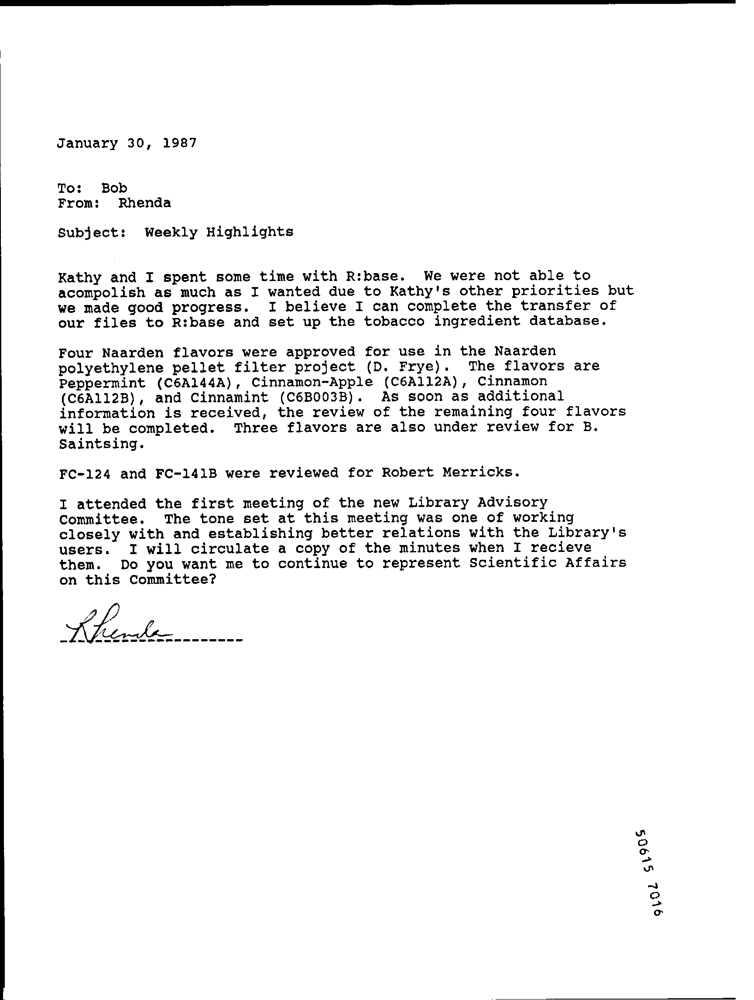 January 30, 1987
To: Bob
From: Rhenda
Subject: Weekly Highlights
Kathy and I spent some time with R:base. We were not able to
acompolish as much as I wanted due to Kathy's other priorities but
we made good progress. I believe I can complete the transfer of
our files to R:base and set up the tobacco ingredient database.
Four Naarden flavors were approved for use in the Naarden
polyethylene pellet filter project (D. Frye). The flavors are
Peppermint (C6A144A), Cinnamon-Apple (C6A112A), Cinnamon
(C6A112B), and Cinnamint (C6B003B). As soon as additional
information is received, the review of the remaining four flavors
will be completed. Three flavors are also under review for B.
Saintsing.
FC-124 and FC-141B were reviewed for Robert Merricks.
I attended the first meeting of the new Library Advisory
Committee. The tone set at this meeting was one of working
closely with and establishing better relations with the Library's
users. I will circulate a copy of the minutes when I recieve
them. Do you want me to continue to represent Scientific Affairs
on this Committee?
Rhenda
50615 7016